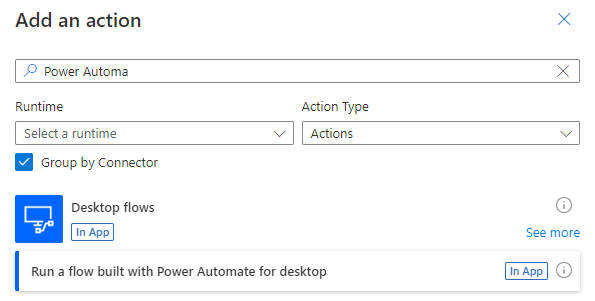 Add an action
Power Automa
Runtime
Action Type
Select a runtime
Actions
Group by Connector
Desktop flows
In App
See more
Run a flow built with Power Automate for desktop
In App